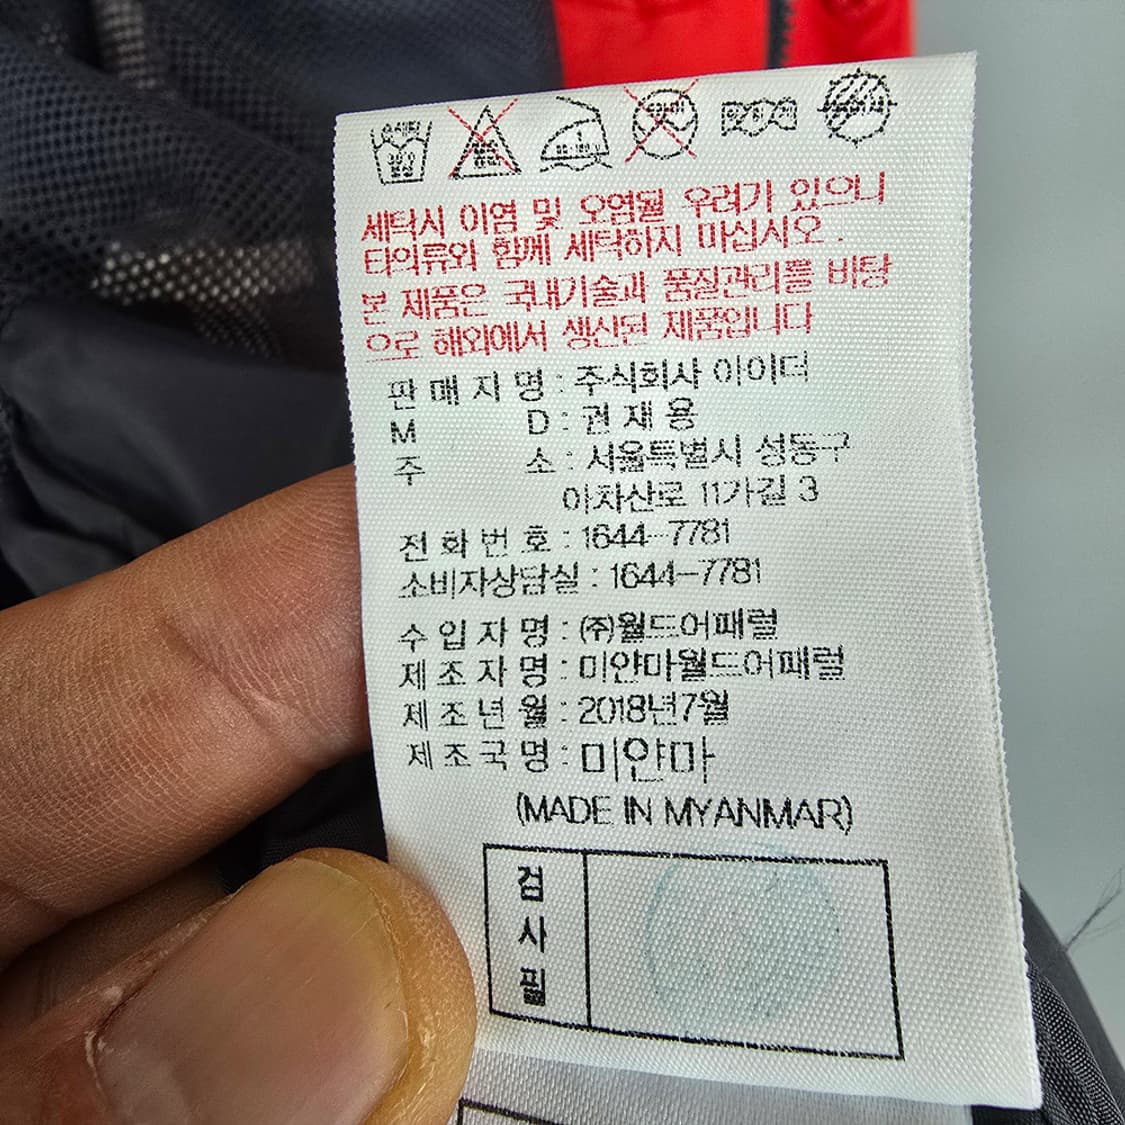 세탁시 이염 및 오염될 우려가 있으니
타의류와 함께 세탁하지 마십시오.
본 제품은 국내기술과 품질관리를 바탕
으로 해외에서 생산된 제품입니다
판 매 자 명 : 주식회사 아이더
M D : 권 재 용
주 소 : 서울특별시 성동구
아차산로 11가길 3
전 화 번 호 : 1644-7781
소비자상담실 : 1644-7781
수 입 자 명 : (주)월드어패럴
제 조 자 명 : 미얀마월드어패럴
제 조 년 월 : 2018년7월
제 조 국 명 : 미얀마
(MADE IN MYANMAR)
검
사
필